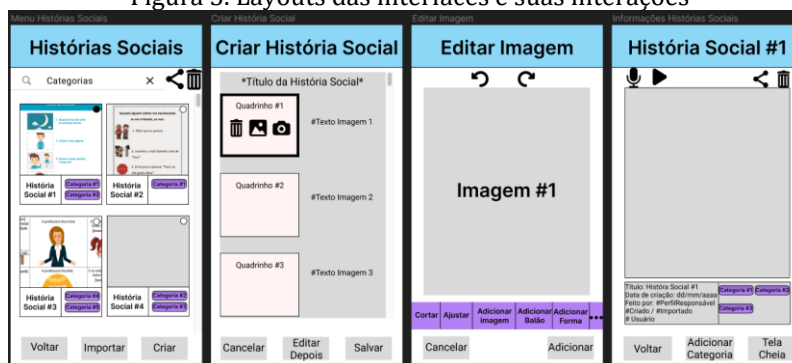 Figura 3. Layouts das interfaces e suas interações
Menu Histórias Sociais
Histórias Sociais
Categorias
História Social #1
Categoria #1
Categoria #2
História Social #2
Categoria #1
História Social #3
Categoria #4
Categoria #5
História Social #4
Categoria #2
Categoria #3
Voltar
Importar
Criar
Criar História Social
Criar História Social
*Título da História Social*
Quadrinho #1
#Texto Imagem 1
Quadrinho #2
#Texto Imagem 2
Quadrinho #3
#Texto Imagem 3
Cancelar
Editar
Depois
Salvar
Editar Imagem
Editar Imagem
Imagem #1
Cortar
Ajustar
Adicionar
imagem
Adicionar
Balão
Adicionar
Forma
Cancelar
Adicionar
Informações Histórias Sociais
História Social #1
Título: Históra Social #1
Data de criação: dd/mm/aaaa
Feito por: #PerfilResponsável
#Criado / #Importado
# Usuário
Categoria #1
Categoria #2
Categoria #3
Voltar
Adicionar
Categoria
Tela
Cheia